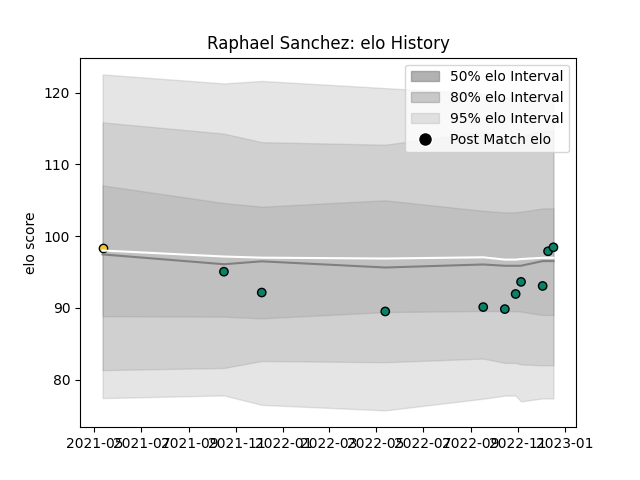 Raphael Sanchez: elo History
50% elo Interval
80% elo Interval
95% elo Interval
Post Match elo
elo score
120
110
100
90
80
2021-05 2021-07 2021-09 2021-11 2022-01 2022-03 2022-05 2022-07 2022-09 2022-11 2023-01